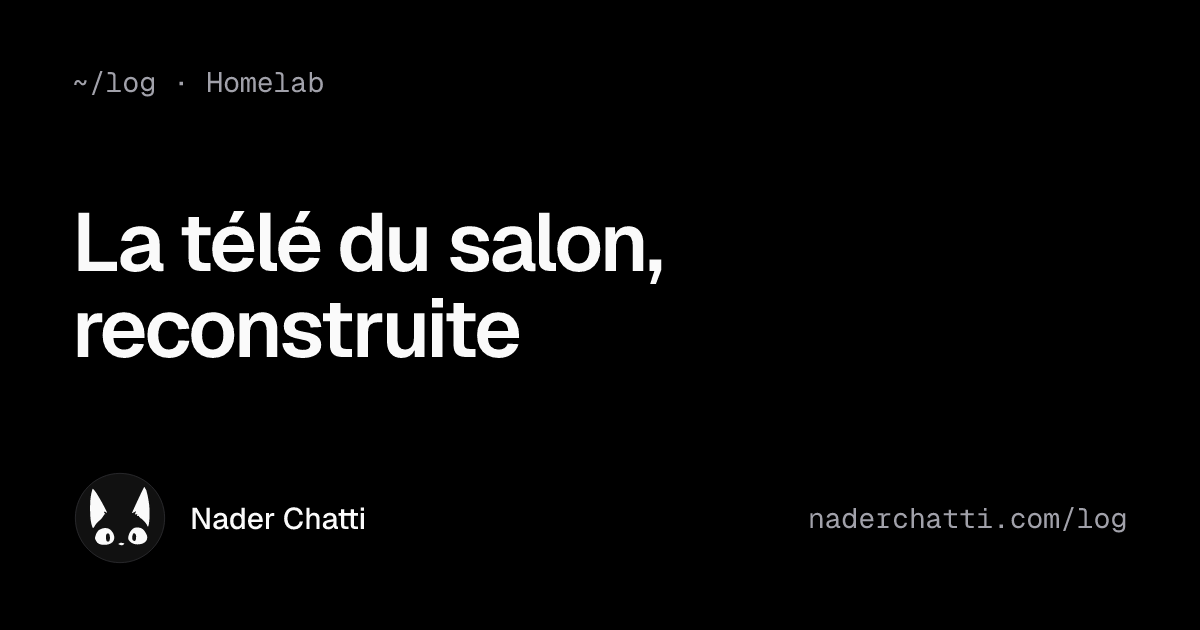 ~/log · Homelab
La télé du salon,
reconstruite
Nader Chatti
naderchatti.com/log